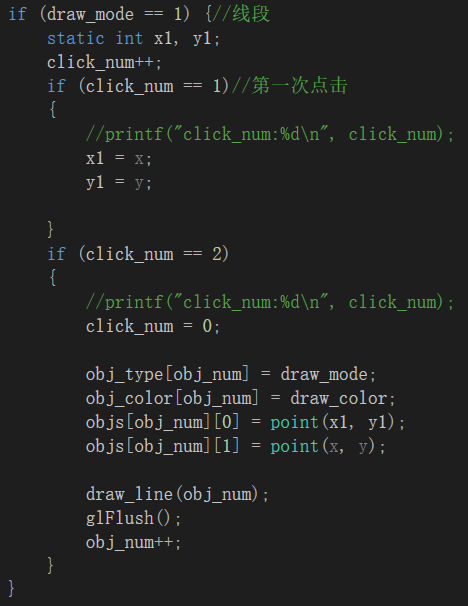 if (draw_mode == 1) {//线段
    static int x1, y1;
    click_num++;
    if (click_num == 1)//第一次点击
    {
        //printf("click_num:%d\n", click_num);
        x1 = x;
        y1 = y;

    }
    if (click_num == 2)
    {
        //printf("click_num:%d\n", click_num);
        click_num = 0;

        obj_type[obj_num] = draw_mode;
        obj_color[obj_num] = draw_color;
        objs[obj_num][0] = point(x1, y1);
        objs[obj_num][1] = point(x, y);

        draw_line(obj_num);
        glFlush();
        obj_num++;
    }
}